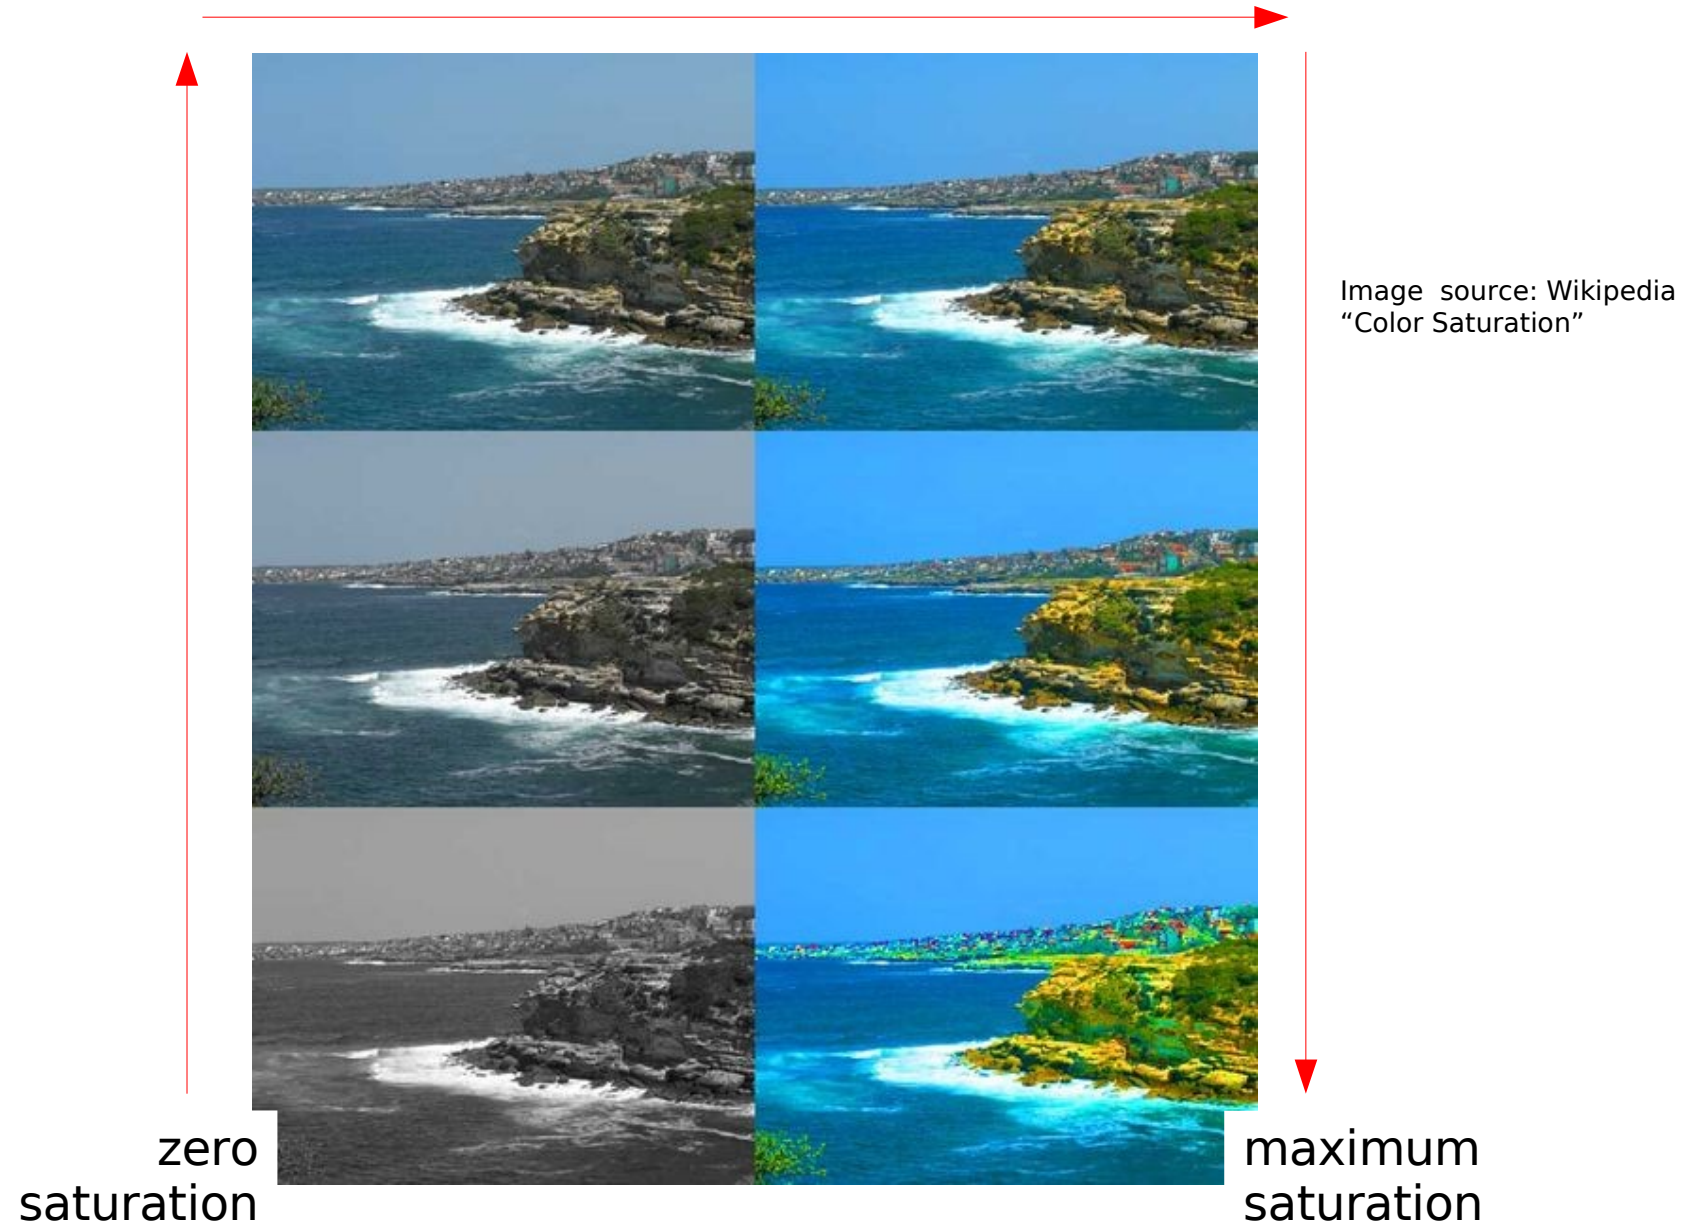 Image  source: Wikipedia
“Color Saturation”
zero
saturation
maximum
saturation